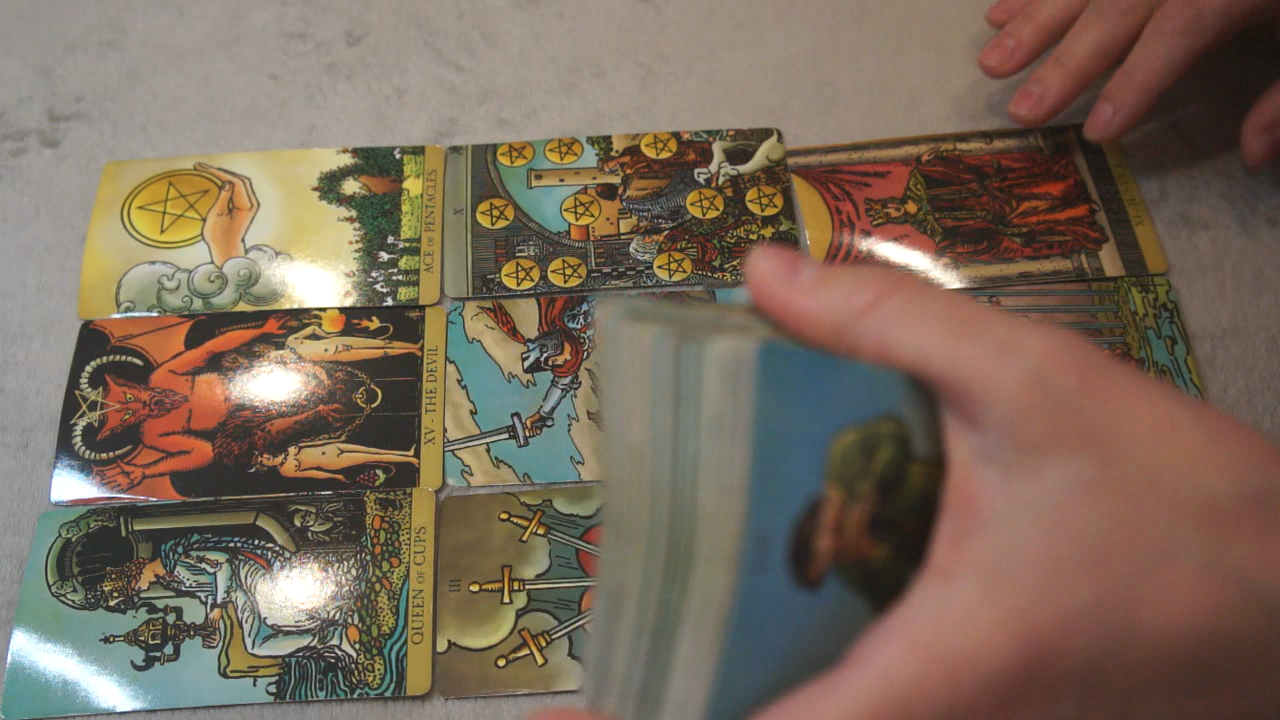 ACE OF PENTACLES
X
XV - THE DEVIL
QUEEN OF CUPS
III